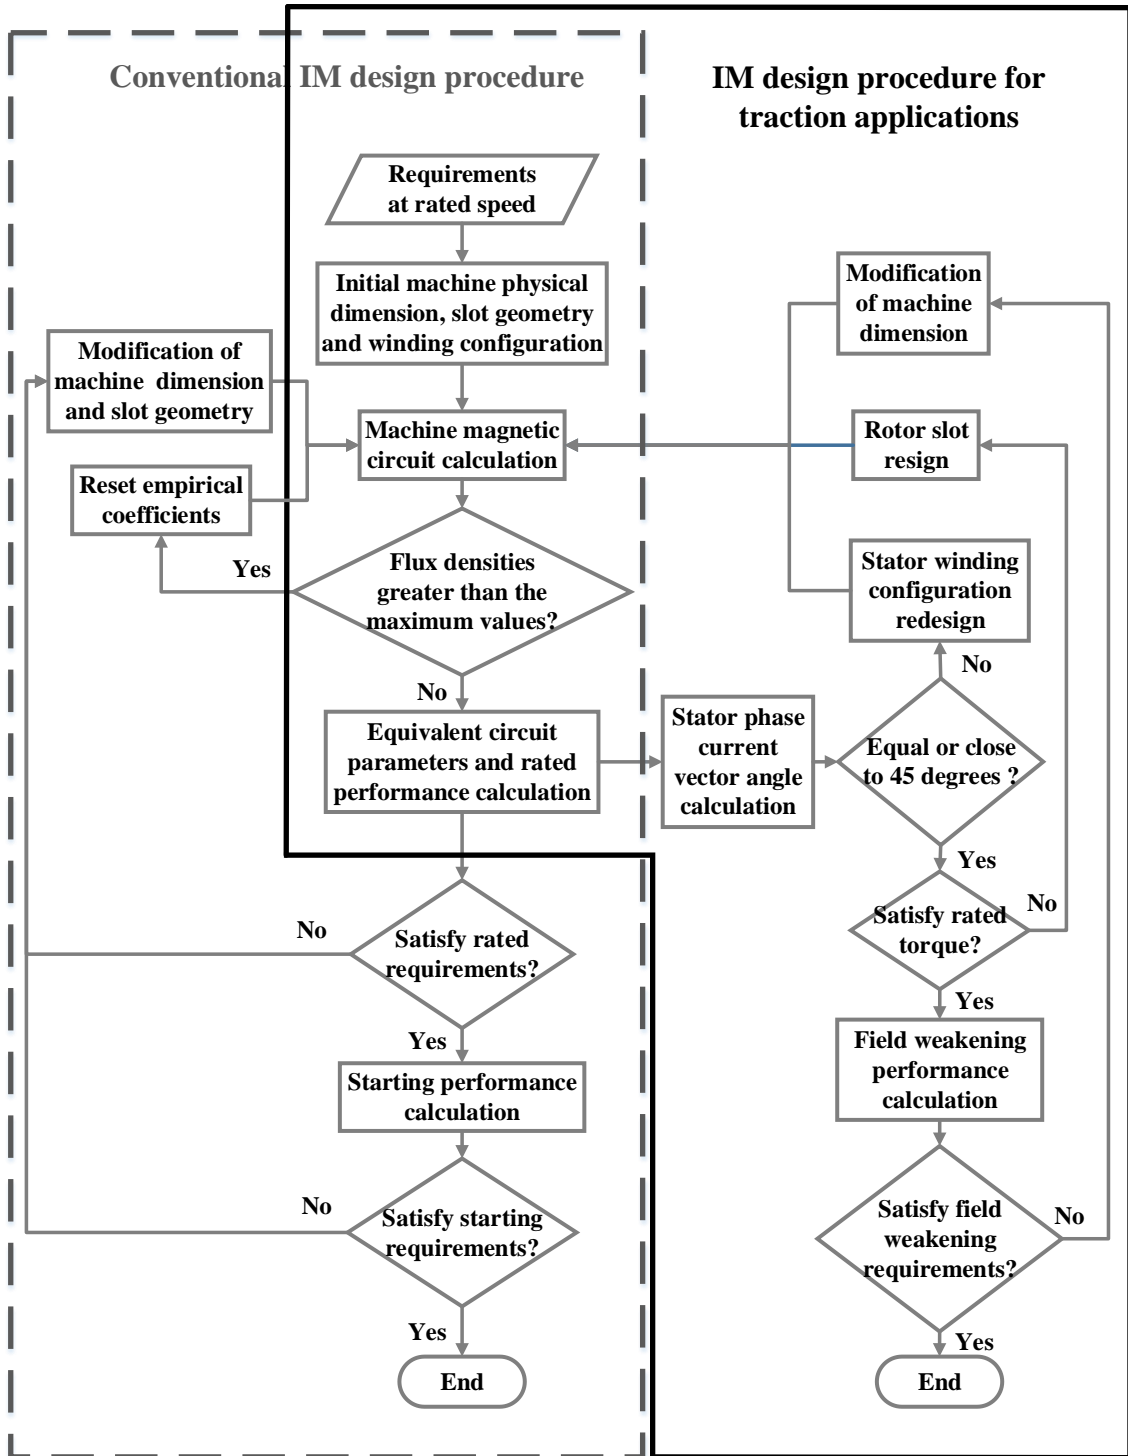 Conventional IM design procedure
IM design procedure for
traction applications
Requirements
at rated speed
Initial machine physical
dimension, slot geometry
and winding configuration
Modification
of machine
dimension
Modification of
machine dimension
and slot geometry
Machine magnetic
circuit calculation
Rotor slot
resign
Reset empirical
coefficients
Yes
Flux densities
greater than the
maximum values?
Stator winding
configuration
redesign
No
No
Equivalent circuit
parameters and rated
performance calculation
Stator phase
current
vector angle
calculation
Equal or close
to 45 degrees ?
Yes
No
Satisfy rated
requirements?
Satisfy rated
torque?
No
Yes
Yes
Starting performance
calculation
Field weakening
performance
calculation
No
Satisfy starting
requirements?
Satisfy field
weakening
requirements?
No
Yes
Yes
End
End